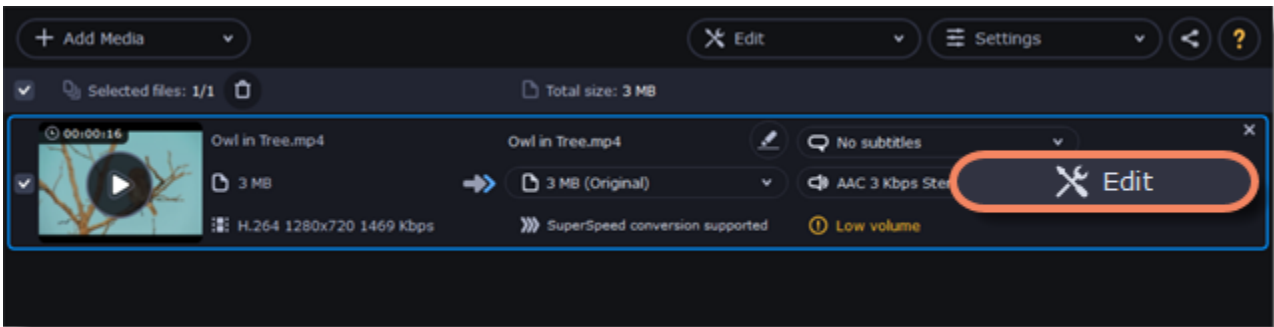 Add Media
Edit
Settings
?
Selected files: 1/1
Total size: 3 MB
00:00:16
Owl in Tree.mp4
Owl in Tree.mp4
No subtitles
3 MB
3 MB (Original)
AAC 3 Kbps Ster
Edit
H.264 1280x720 1469 Kbps
SuperSpeed conversion supported
Low volume